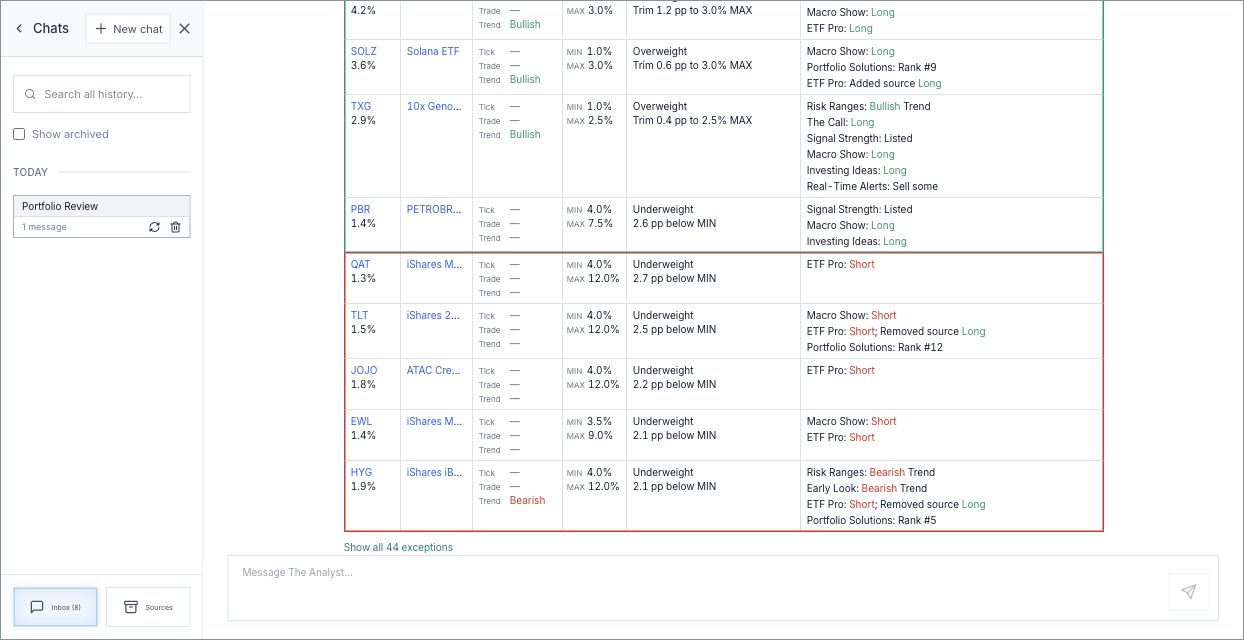 Chats
New chat
Search all history...
Show archived
TODAY
Portfolio Review
1 message
Inbox (8)
Sources
4.2%
Trade —
Trend Bullish
MAX 3.0%
Trim 1.2 pp to 3.0% MAX
Macro Show: Long
ETF Pro: Long
SOLZ
3.6%
Solana ETF
Tick —
Trade —
Trend Bullish
MIN 1.0%
MAX 3.0%
Overweight
Trim 0.6 pp to 3.0% MAX
Macro Show: Long
Portfolio Solutions: Rank #9
ETF Pro: Added source Long
TXG
2.9%
10x Geno...
Tick —
Trade —
Trend Bullish
MIN 1.0%
MAX 2.5%
Overweight
Trim 0.4 pp to 2.5% MAX
Risk Ranges: Bullish Trend
The Call: Long
Signal Strength: Listed
Macro Show: Long
Investing Ideas: Long
Real-Time Alerts: Sell some
PBR
1.4%
PETROBR...
Tick —
Trade —
Trend —
MIN 4.0%
MAX 7.5%
Underweight
2.6 pp below MIN
Signal Strength: Listed
Macro Show: Long
Investing Ideas: Long
QAT
1.3%
iShares M...
Tick —
Trade —
Trend —
MIN 4.0%
MAX 12.0%
Underweight
2.7 pp below MIN
ETF Pro: Short
TLT
1.5%
iShares 2...
Tick —
Trade —
Trend —
MIN 4.0%
MAX 12.0%
Underweight
2.5 pp below MIN
Macro Show: Short
ETF Pro: Short; Removed source Long
Portfolio Solutions: Rank #12
JOJO
1.8%
ATAC Cre...
Tick —
Trade —
Trend —
MIN 4.0%
MAX 12.0%
Underweight
2.2 pp below MIN
ETF Pro: Short
EWL
1.4%
iShares M...
Tick —
Trade —
Trend —
MIN 3.5%
MAX 9.0%
Underweight
2.1 pp below MIN
Macro Show: Short
ETF Pro: Short
HYG
1.9%
iShares iB...
Tick —
Trade —
Trend Bearish
MIN 4.0%
MAX 12.0%
Underweight
2.1 pp below MIN
Risk Ranges: Bearish Trend
Early Look: Bearish Trend
ETF Pro: Short; Removed source Long
Portfolio Solutions: Rank #5
Show all 44 exceptions
Message The Analyst...